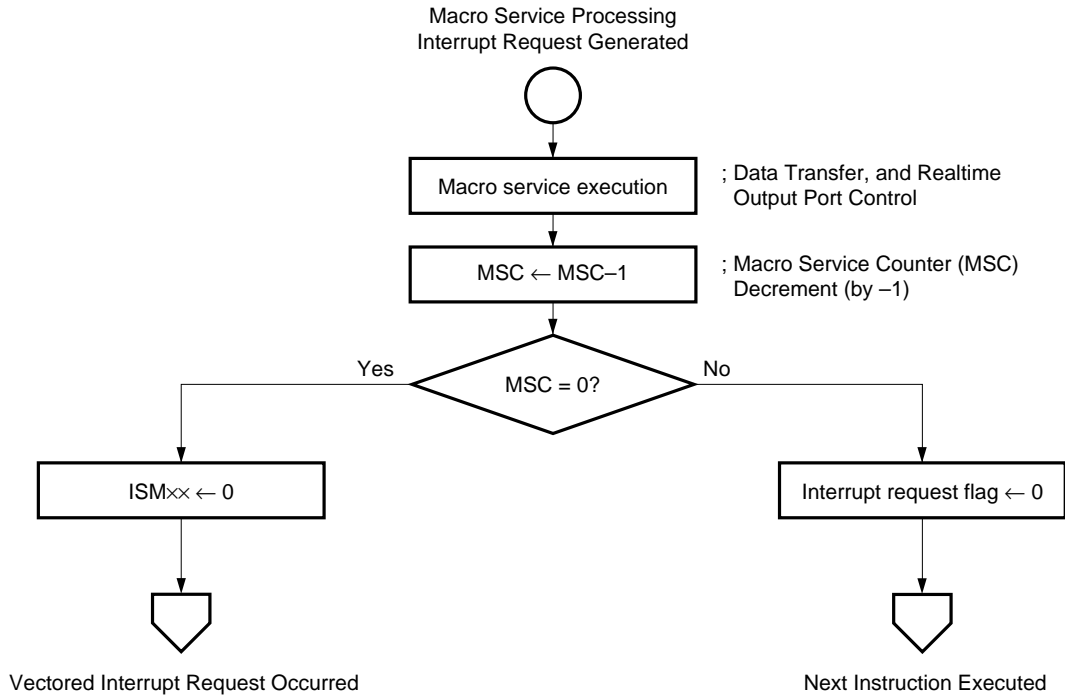 Macro Service Processing
Interrupt Request Generated
Macro service execution
; Data Transfer, and Realtime
Output Port Control
MSC ← MSC–1
; Macro Service Counter (MSC)
Decrement (by –1)
Yes
MSC = 0?
No
ISM×× ← 0
Interrupt request flag ← 0
Vectored Interrupt Request Occurred
Next Instruction Executed